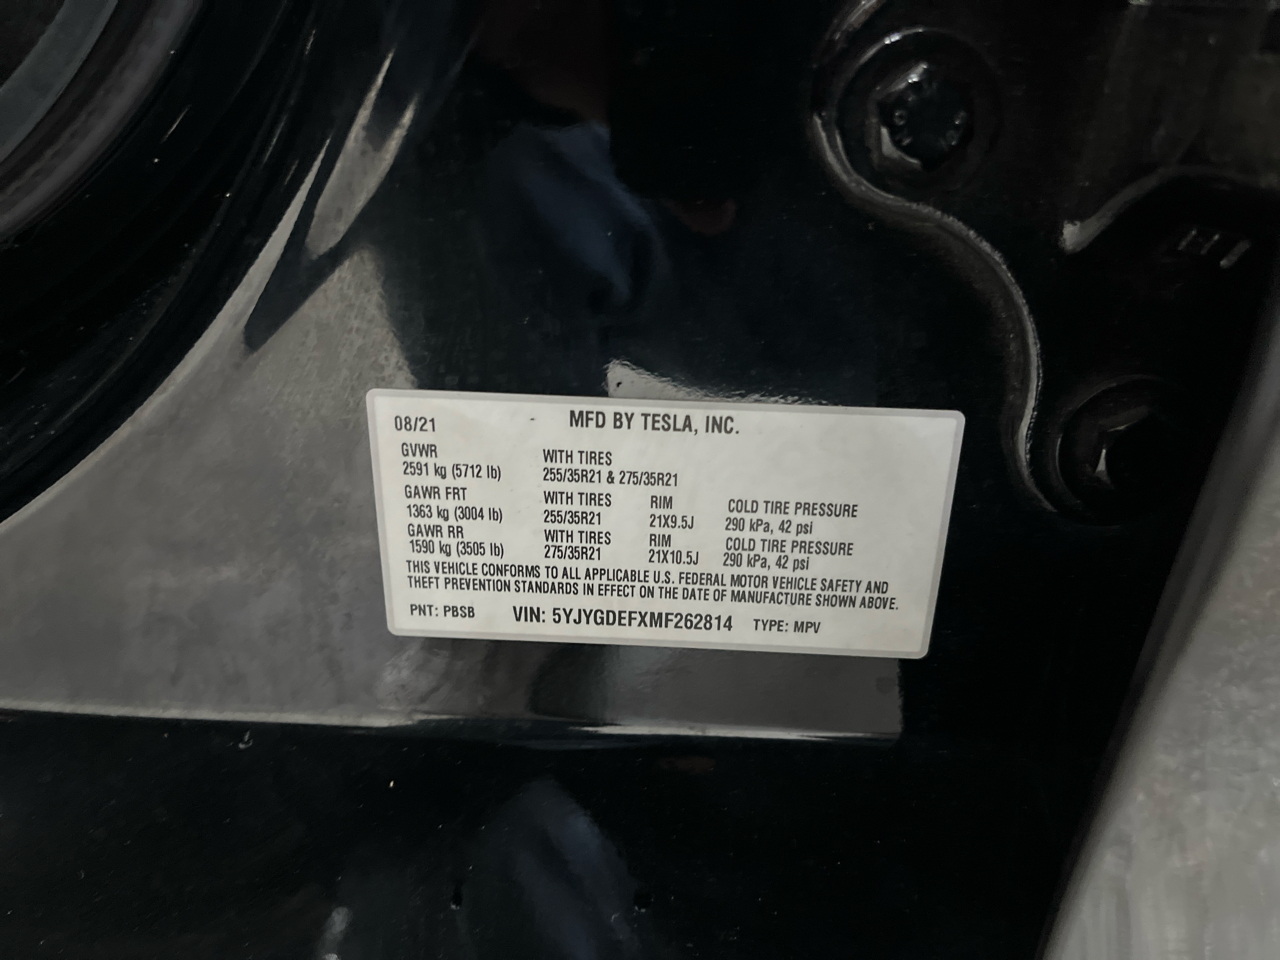 08/21 MFD BY TESLA, INC.
GVWR WITH TIRES
2591 kg (5712 lb) 255/35R21 & 275/35R21
GAWR FRT WITH TIRES RIM COLD TIRE PRESSURE
1363 kg (3004 lb) 255/35R21 21X9.5J 290 kPa, 42 psi
GAWR RR WITH TIRES RIM COLD TIRE PRESSURE
1590 kg (3505 lb) 275/35R21 21X10.5J 290 kPa, 42 psi
THIS VEHICLE CONFORMS TO ALL APPLICABLE U.S. FEDERAL MOTOR VEHICLE SAFETY AND
THEFT PREVENTION STANDARDS IN EFFECT ON THE DATE OF MANUFACTURE SHOWN ABOVE.
PNT: PBSB VIN: 5YJYGDEFXMF262814 TYPE: MPV